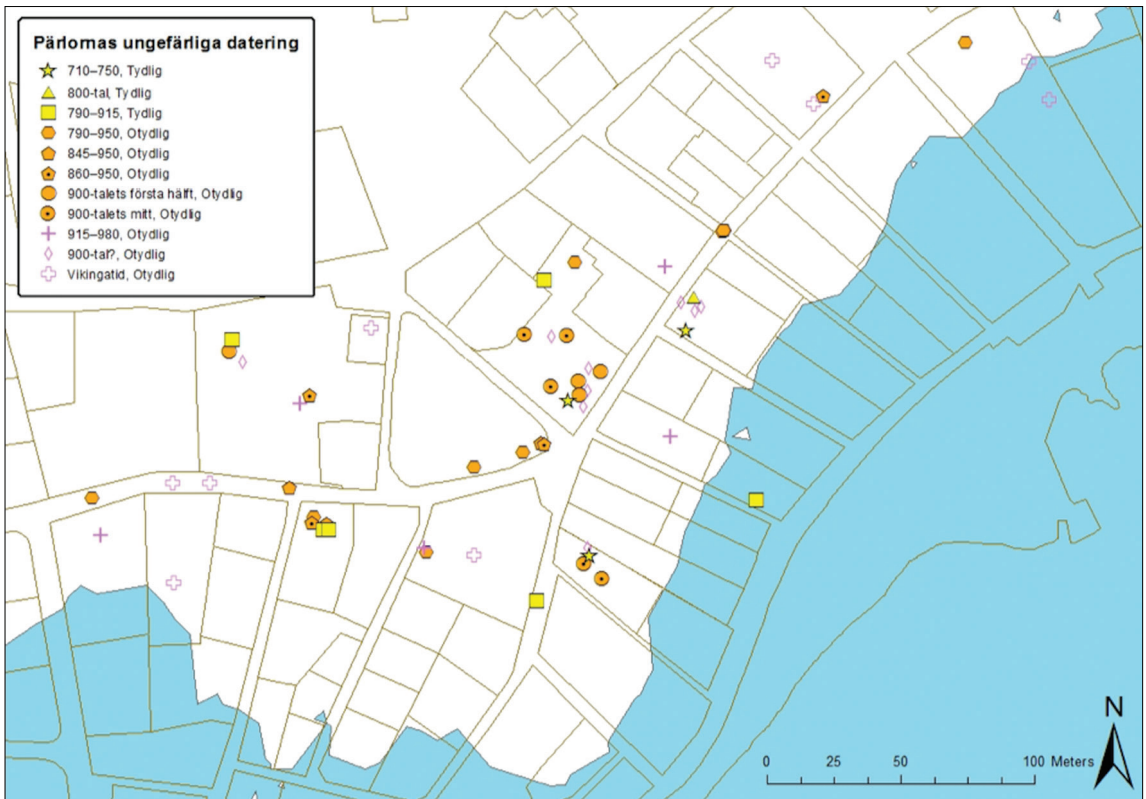 Pärlornas ungefärliga datering
710–750, Tydlig
800-tal, Tydlig
790–915, Tydlig
790–950, Otydlig
845–950, Otydlig
860–950, Otydlig
900-talets första hälft, Otydlig
900-talets mitt, Otydlig
915–980, Otydlig
900-tal?, Otydlig
Vikingatid, Otydlig
N
0 25 50 100 Meters